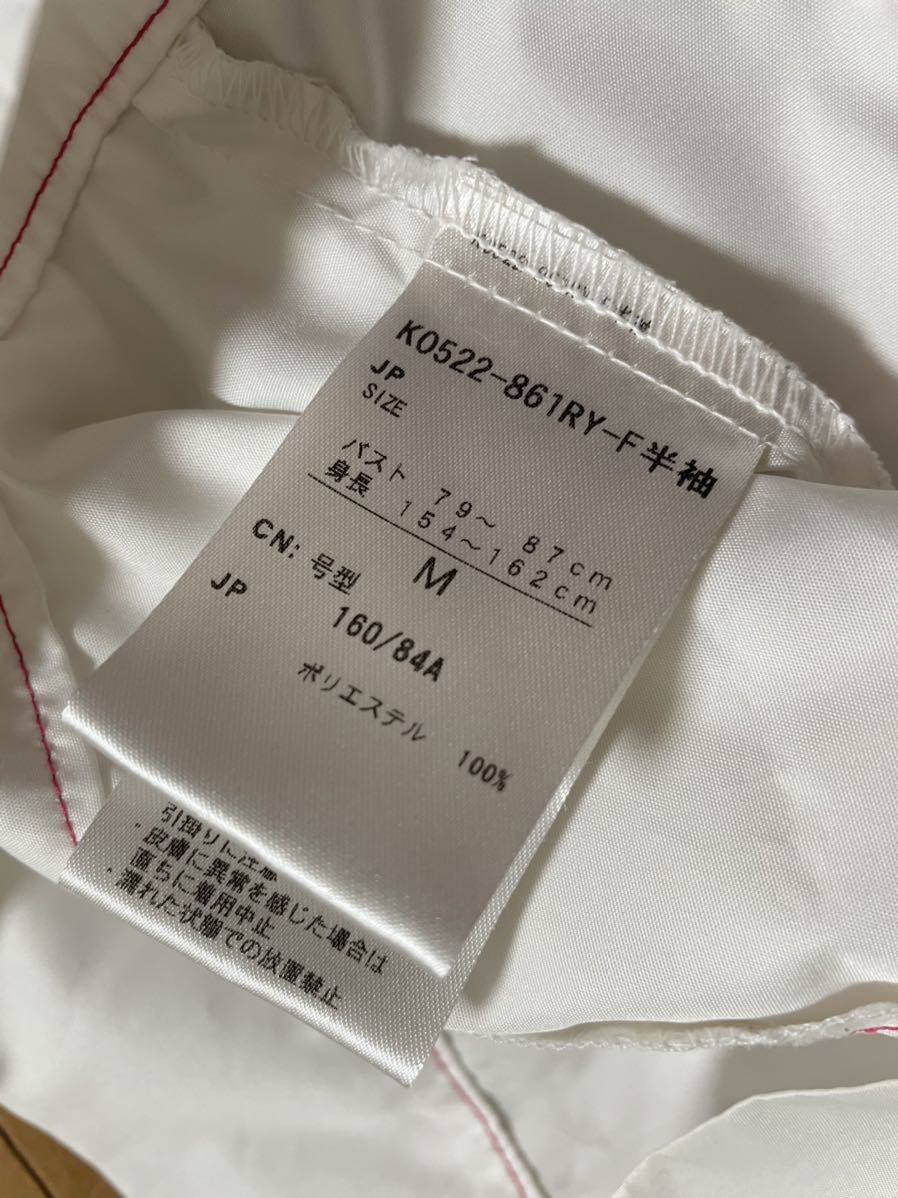 K0522-861RY-F半袖
JP
SIZE
バスト 79～ 87cm
身長 154～162cm
M
CN: 号型
160/84A
JP
ポリエステル 100%
引掛りに注意
・皮膚に異常を感じた場合は
直ちに着用中止
・濡れた状態での放置禁止